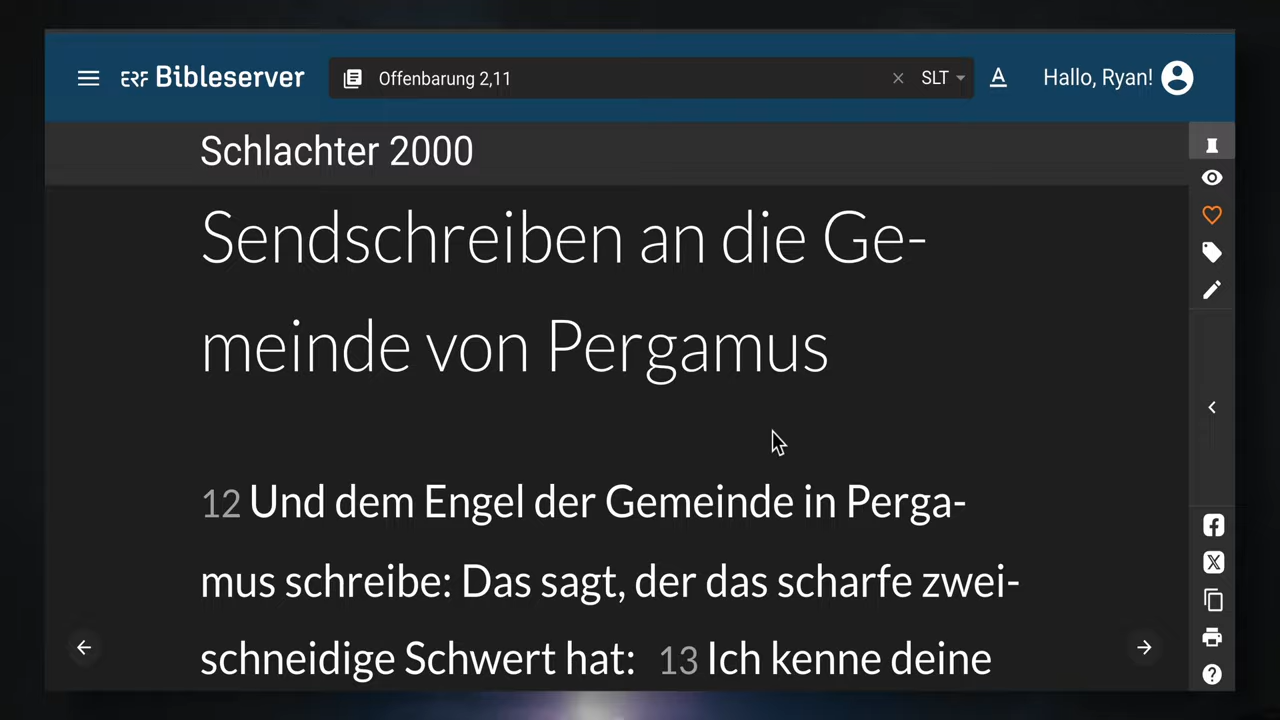 ERF Bibleserver
Offenbarung 2,11
SLT
A
Hallo, Ryan!
Schlachter 2000
Sendschreiben an die Ge-
meinde von Pergamus
12 Und dem Engel der Gemeinde in Perga-
mus schreibe: Das sagt, der das scharfe zwei-
schneidige Schwert hat: 13 Ich kenne deine